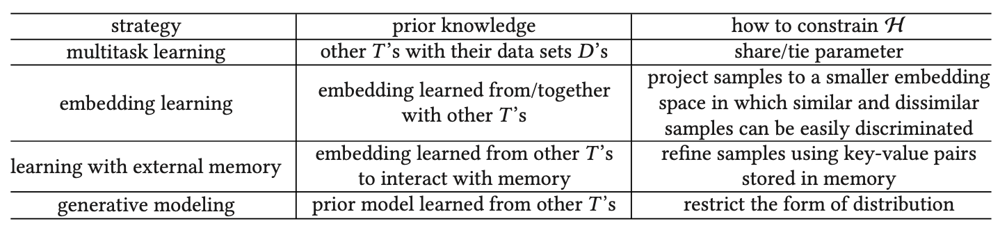 strategy prior knowledge how to constrain ℋ
multitask learning other T's with their data sets D's share/tie parameter
embedding learning
embedding learned from/together
with other T's
project samples to a smaller embedding
space in which similar and dissimilar
samples can be easily discriminated
learning with external memory
embedding learned from other T's
to interact with memory
refine samples using key-value pairs
stored in memory
generative modeling prior model learned from other T's restrict the form of distribution